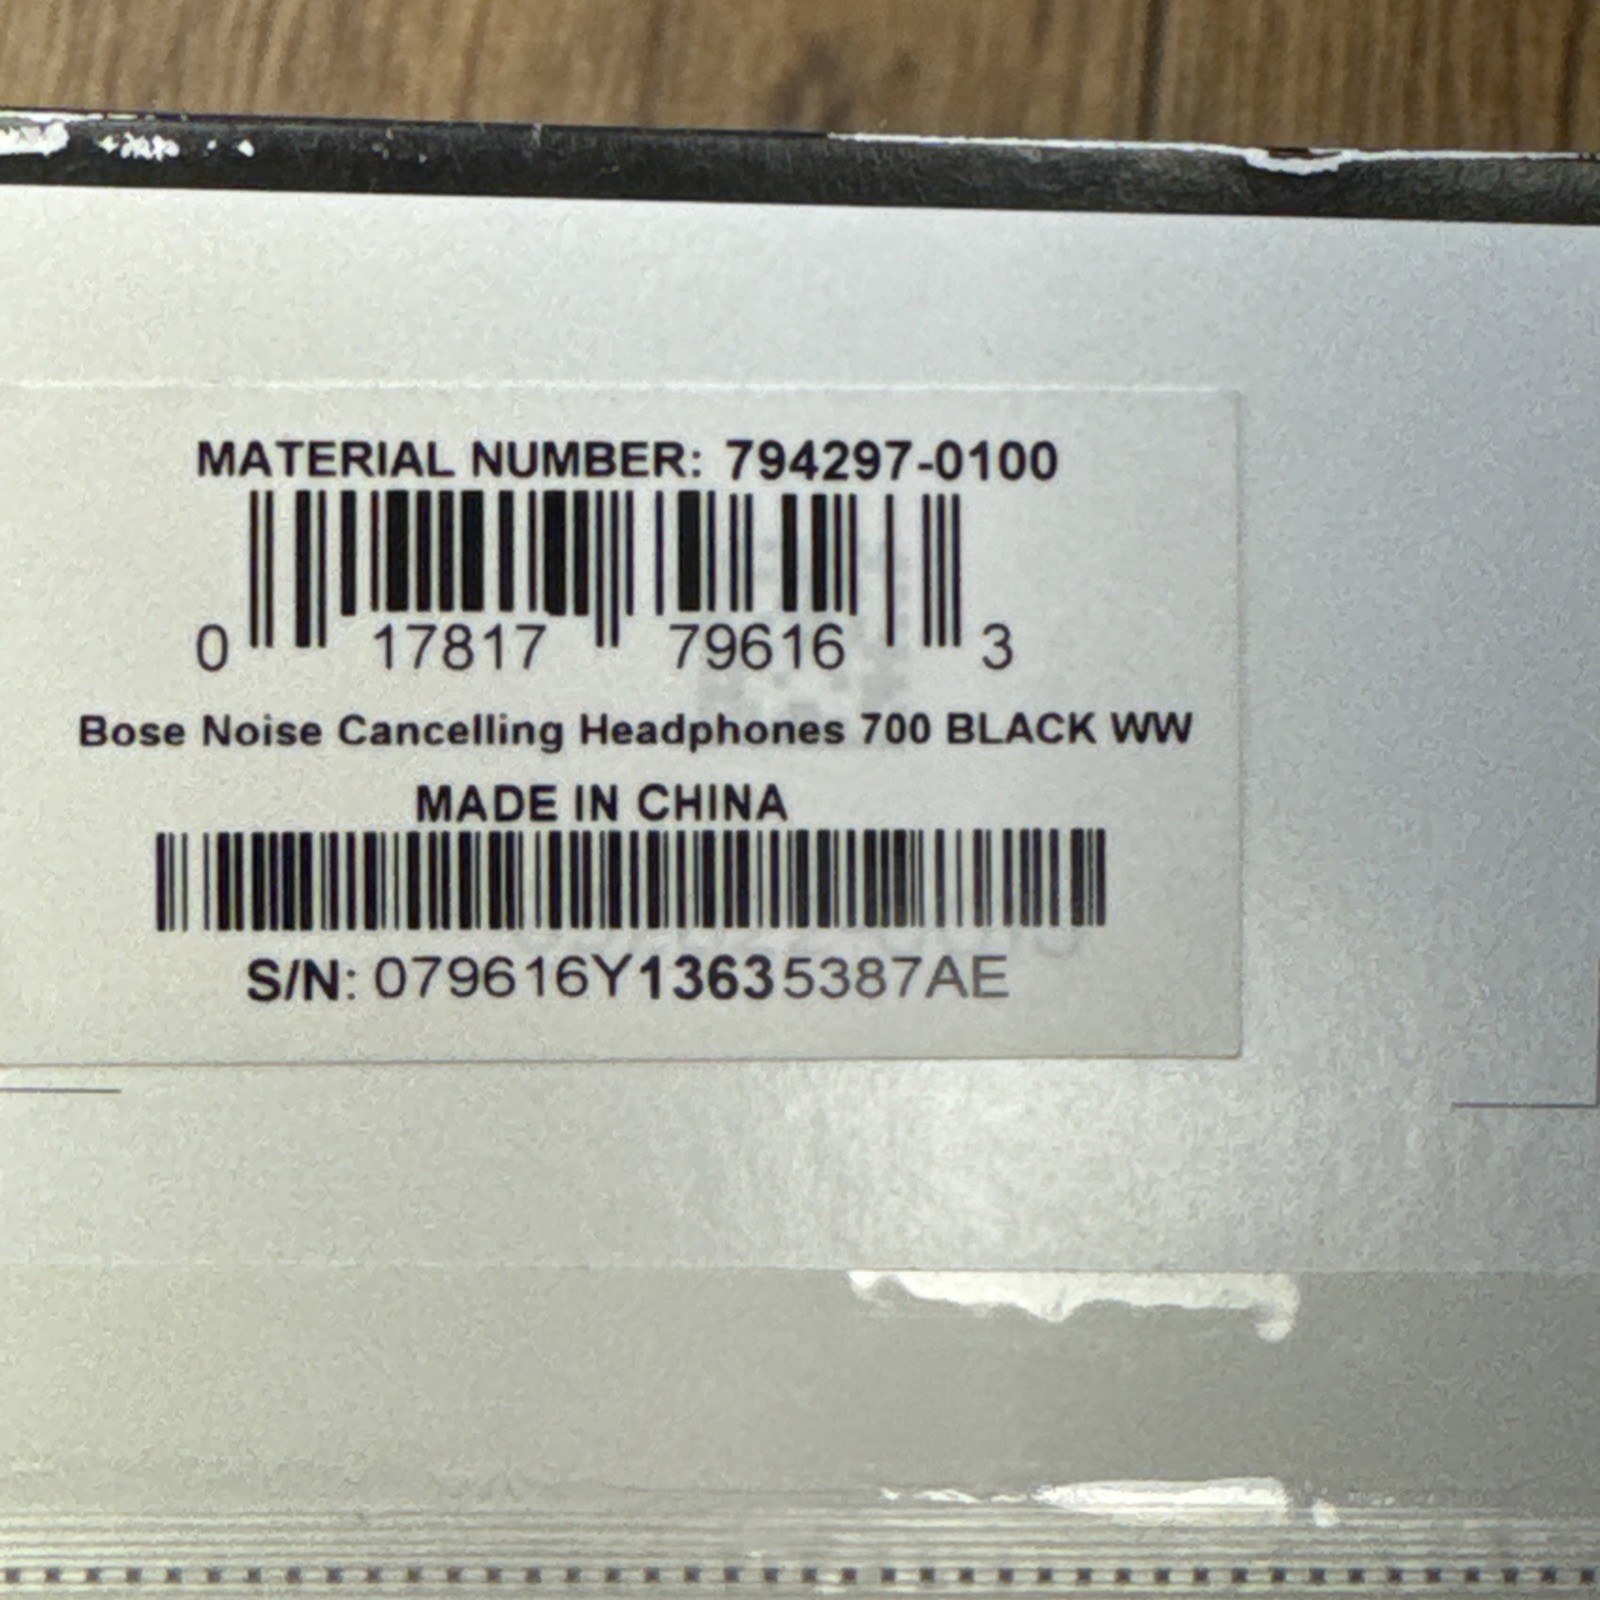 MATERIAL NUMBER: 794297-0100
0 17817 79616 3
Bose Noise Cancelling Headphones 700 BLACK WW
MADE IN CHINA
S/N: 079616Y13635387AE